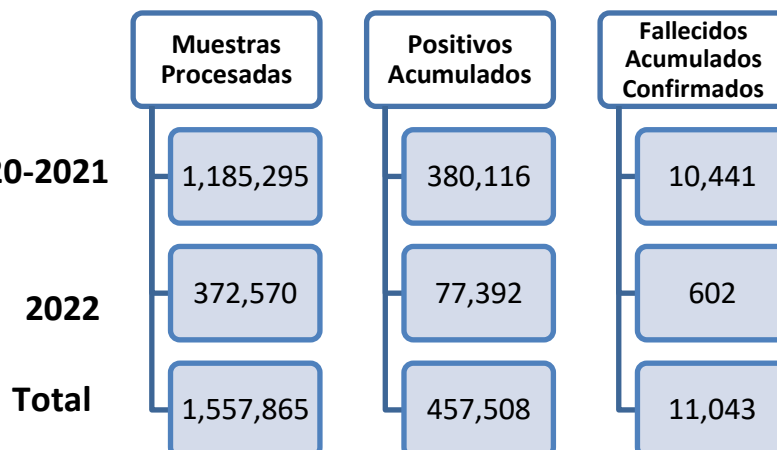 Muestras
Procesadas
Positivos
Acumulados
Fallecidos
Acumulados
Confirmados
20-2021 1,185,295 380,116 10,441
2022 372,570 77,392 602
Total 1,557,865 457,508 11,043